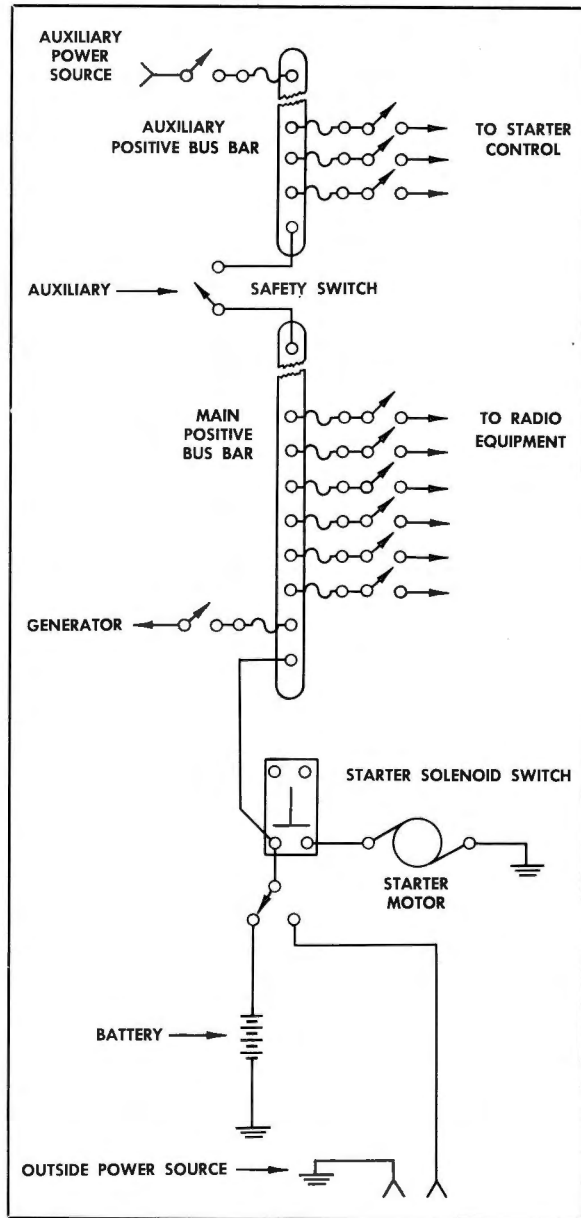 AUXILIARY
POWER
SOURCE
AUXILIARY
POSITIVE BUS BAR
TO STARTER
CONTROL
AUXILIARY
SAFETY SWITCH
MAIN
POSITIVE
BUS BAR
TO RADIO
EQUIPMENT
GENERATOR
STARTER SOLENOID SWITCH
STARTER
MOTOR
BATTERY
OUTSIDE POWER SOURCE